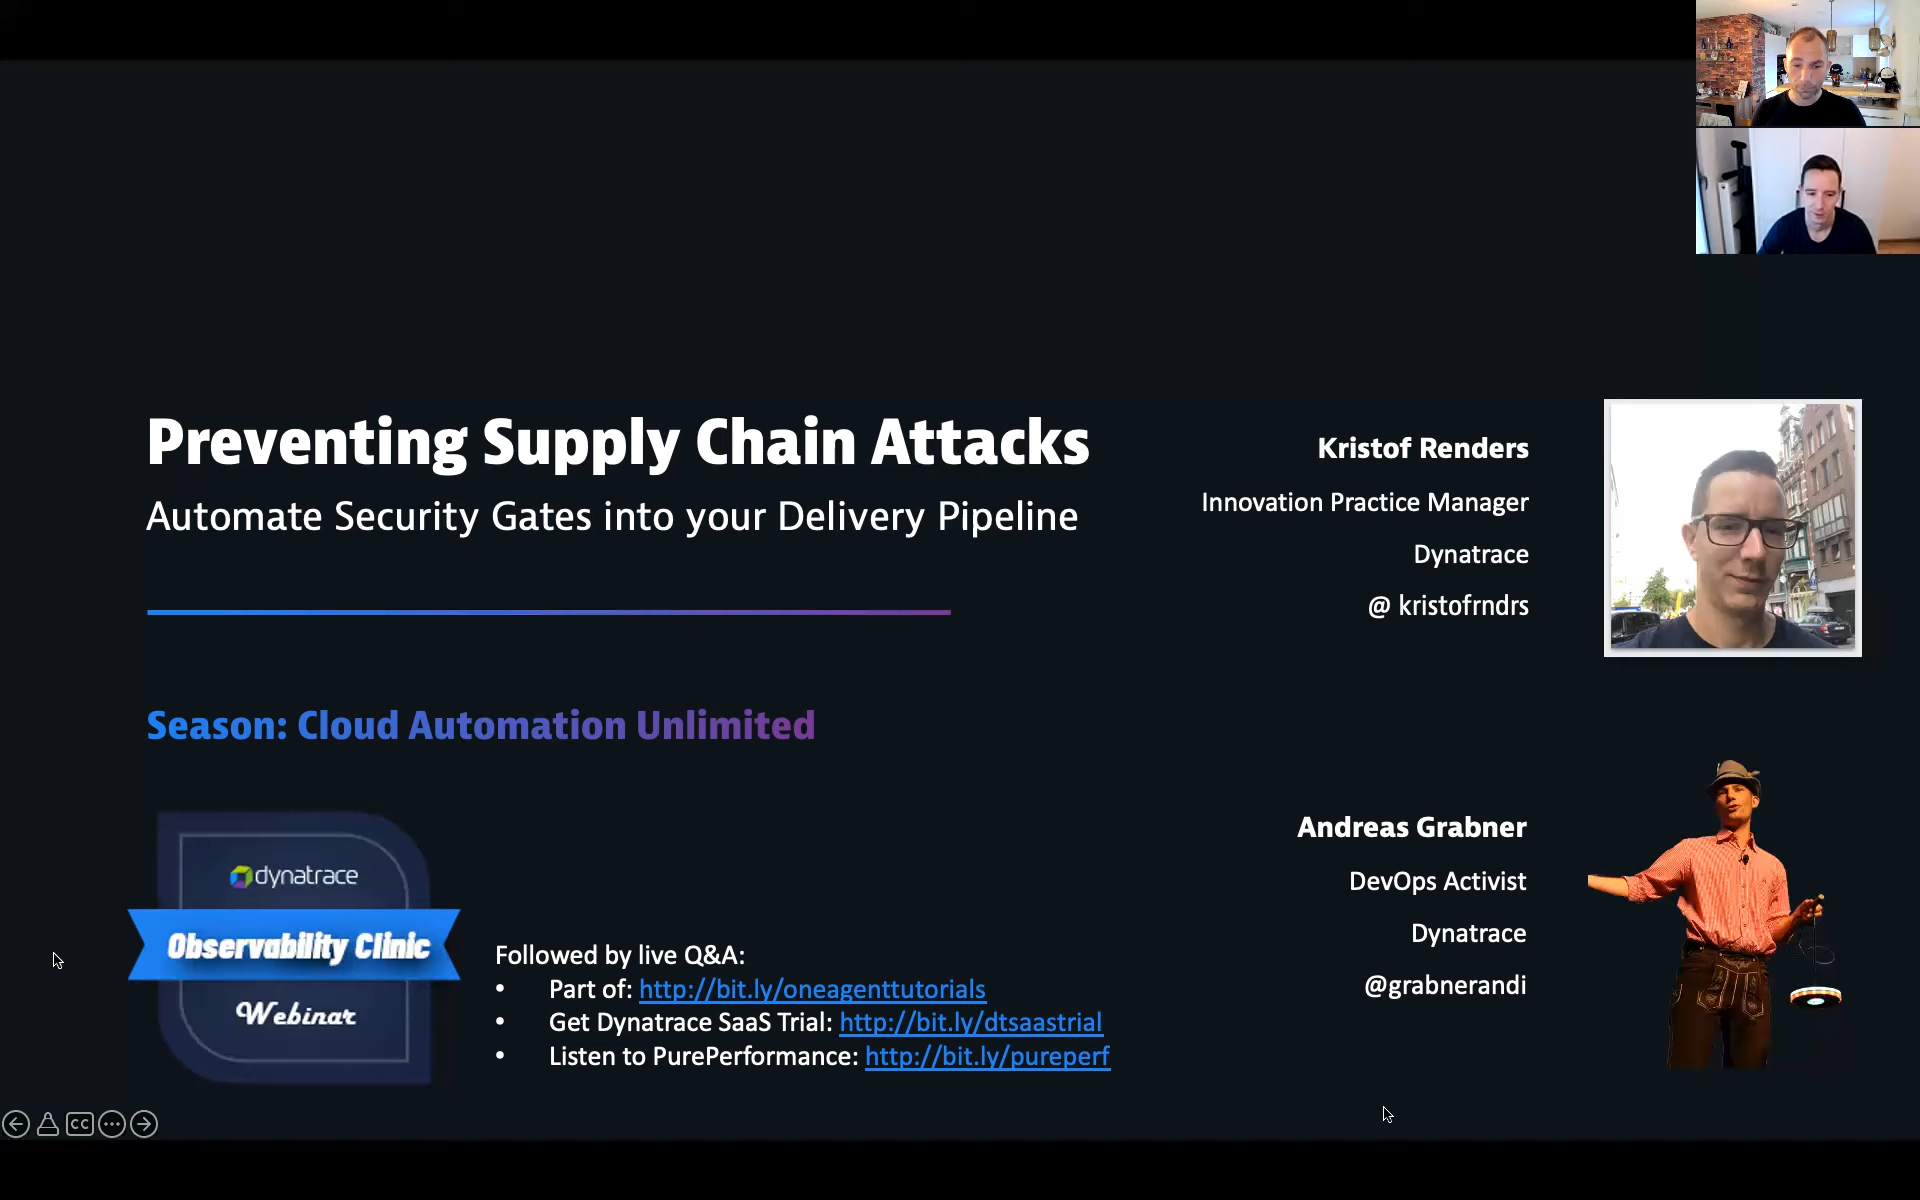 Preventing Supply Chain Attacks
Automate Security Gates into your Delivery Pipeline
Season: Cloud Automation Unlimited
Kristof Renders
Innovation Practice Manager
Dynatrace
@ kristofrndrs
Andreas Grabner
DevOps Activist
Dynatrace
@grabnerandi
dynatrace
Observability Clinic
Webinar
Followed by live Q&A:
• Part of: http://bit.ly/oneagenttutorials
• Get Dynatrace SaaS Trial: http://bit.ly/dtsaastrial
• Listen to PurePerformance: http://bit.ly/pureperf
CC